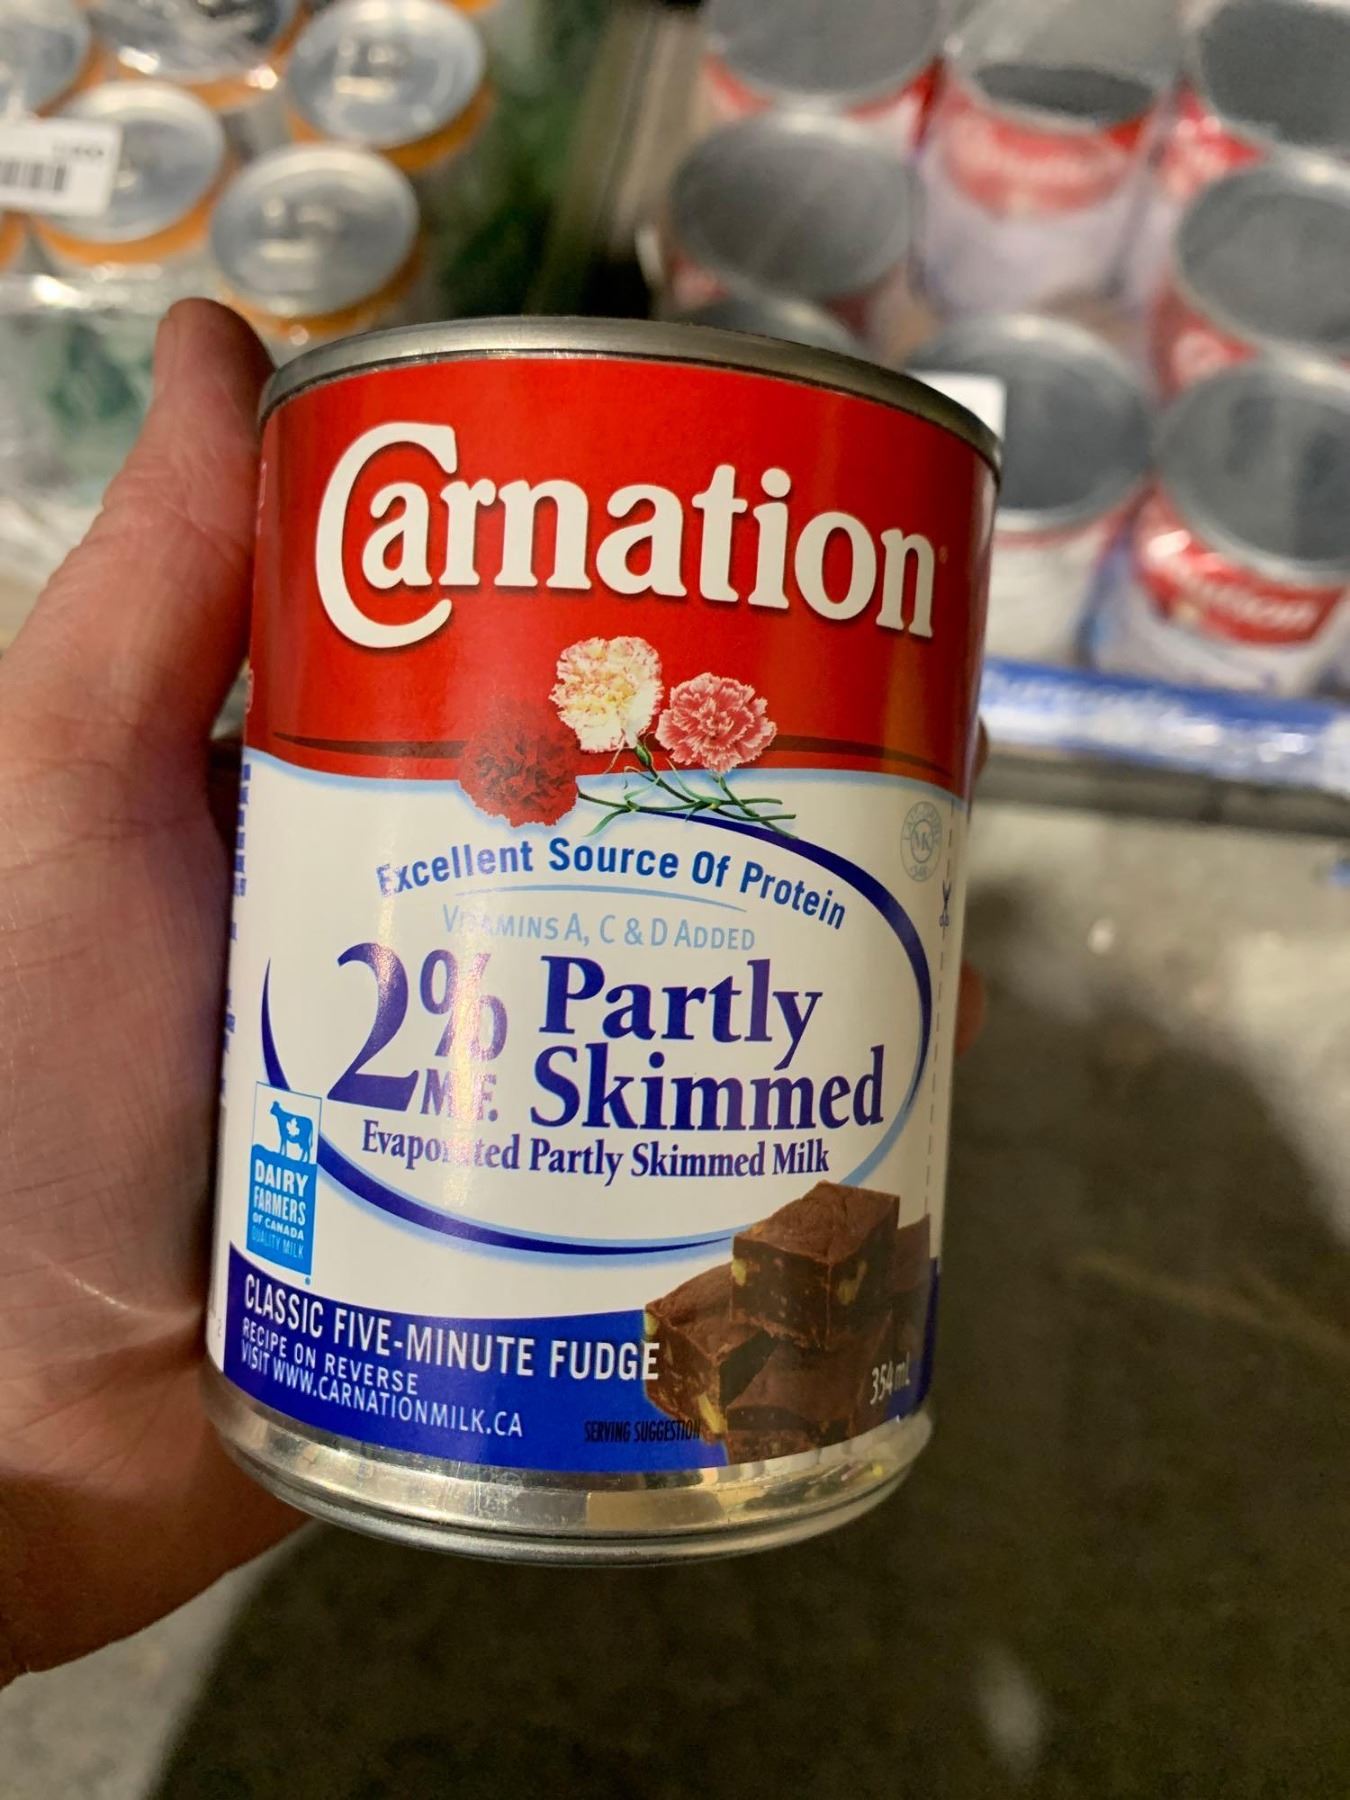 Carnation
Excellent Source Of Protein
VITAMINS A, C & D ADDED
2% Partly
M.F. Skimmed
Evaporated Partly Skimmed Milk
DAIRY
FARMERS
OF CANADA
QUALITY MILK
CLASSIC FIVE-MINUTE FUDGE
RECIPE ON REVERSE
VISIT WWW.CARNATIONMILK.CA
SERVING SUGGESTION
354 mL